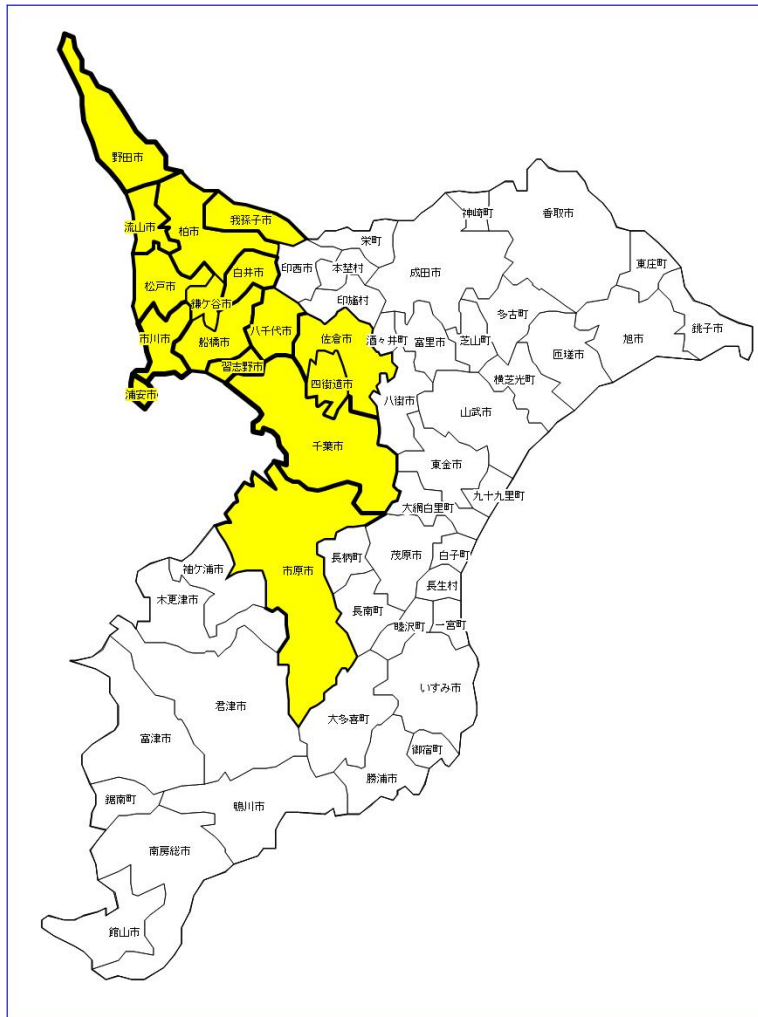 野田市
流山市
柏市
我孫子市
神崎町
香取市
栄町
印西市
本埜村
成田市
東庄町
松戸市
白井市
鎌ケ谷市
印旛村
多古町
銚子市
市川市
船橋市
八千代市
佐倉市
酒々井町
富里市
芝山町
旭市
匝瑳市
習志野市
四街道市
横芝光町
浦安市
八街市
山武市
千葉市
東金市
九十九里町
大網白里町
市原市
長柄町
茂原市
白子町
袖ケ浦市
長生村
木更津市
長南町
睦沢町
一宮町
いすみ市
君津市
大多喜町
富津市
御宿町
勝浦市
鋸南町
鴨川市
南房総市
館山市